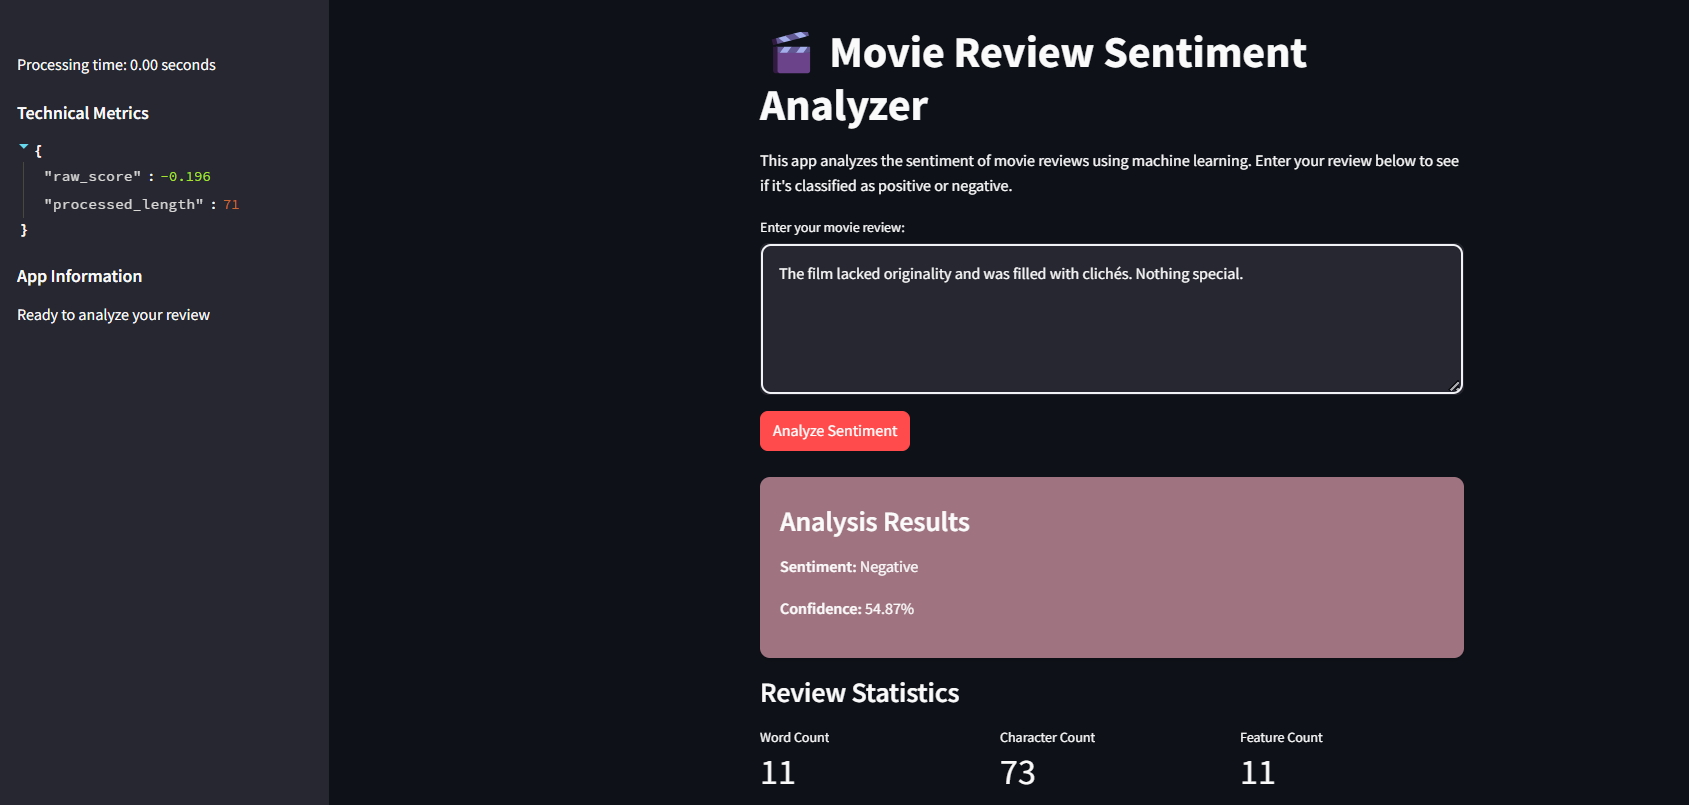 Processing time: 0.00 seconds
Technical Metrics
{
"raw_score" : -0.196
"processed_length" : 71
}
App Information
Ready to analyze your review
Movie Review Sentiment
Analyzer
This app analyzes the sentiment of movie reviews using machine learning. Enter your review below to see
if it's classified as positive or negative.
Enter your movie review:
The film lacked originality and was filled with clichés. Nothing special.
Analyze Sentiment
Analysis Results
Sentiment: Negative
Confidence: 54.87%
Review Statistics
Word Count
Character Count
Feature Count
11
73
11